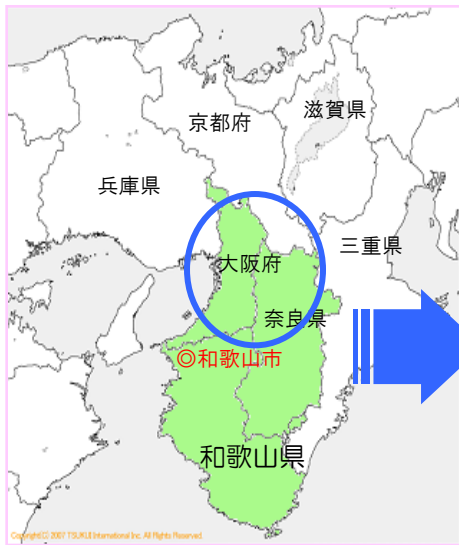 滋賀県
京都府
兵庫県
三重県
大阪府
奈良県
◎和歌山市
和歌山県
Copyright(C) 2007 TSUKUI International Inc. All Rights Reserved.